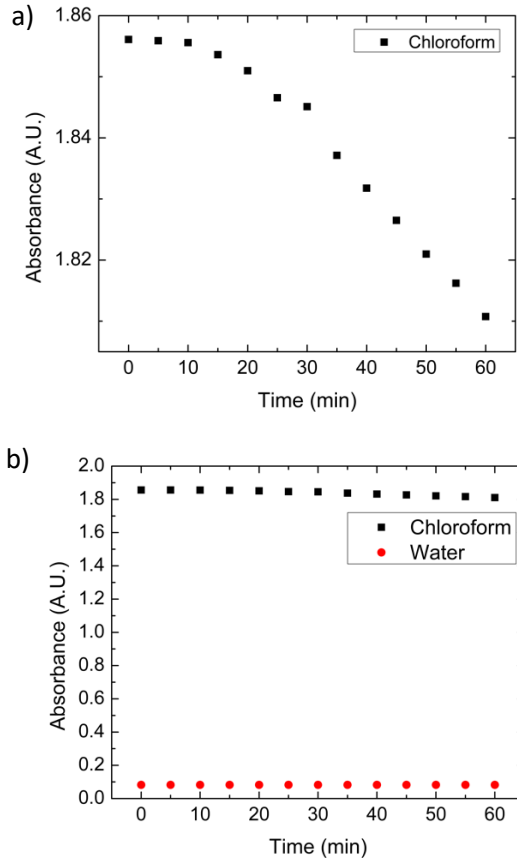 a)
1.86
1.84
1.82
Absorbance (A.U.)
Chloroform
0 10 20 30 40 50 60
Time (min)
b)
2.0
1.8
1.6
1.4
1.2
1.0
0.8
0.6
0.4
0.2
0.0
Absorbance (A.U.)
Chloroform
Water
0 10 20 30 40 50 60
Time (min)